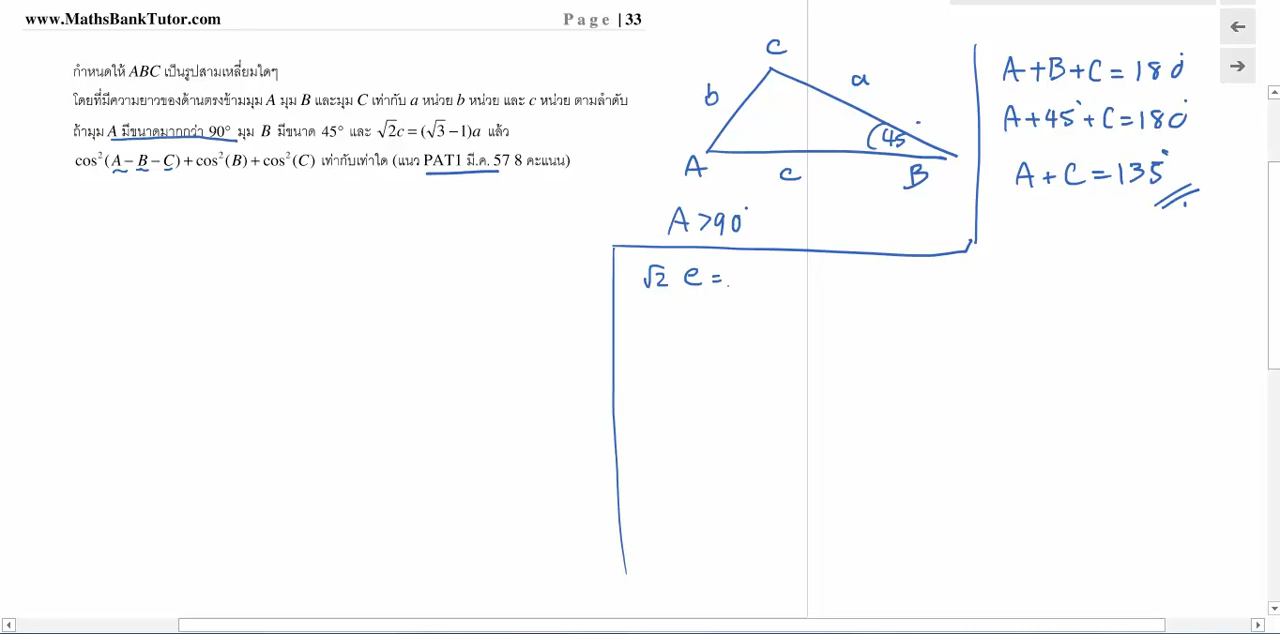 www.MathsBankTutor.com
Page |33
กำหนดให้ ABC เป็นรูปสามเหลี่ยมใดๆ
โดยที่มีความยาวของด้านตรงข้ามมุม A มุม B และมุม C เท่ากับ a หน่วย b หน่วย และ c หน่วย ตามลำดับ
ถ้ามุม A มีขนาดมากกว่า 90° มุม B มีขนาด 45° และ √2c = (√3 −1)a แล้ว
cos²(A− B−C)+cos²(B)+cos²(C) เท่ากับเท่าใด (แนว PAT1 มี.ค. 57 8 คะแนน)
C
b
a
45°
A
c
B
A>90°
√2 c =
A+B+C=180°
A+45°+C=180°
A+C=135°